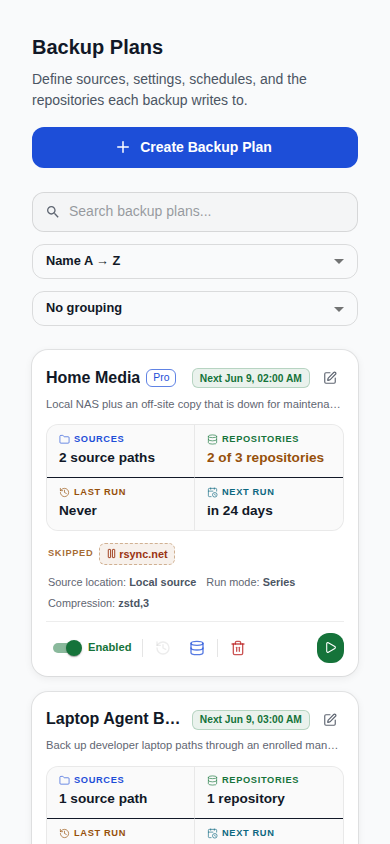 Backup Plans
Define sources, settings, schedules, and the
repositories each backup writes to.
Create Backup Plan
Search backup plans...
Name A → Z
No grouping
Home Media Pro Next Jun 9, 02:00 AM
Local NAS plus an off-site copy that is down for maintena…
SOURCES REPOSITORIES
2 source paths 2 of 3 repositories
LAST RUN NEXT RUN
Never in 24 days
SKIPPED rsync.net
Source location: Local source Run mode: Series
Compression: zstd,3
Enabled
Laptop Agent B… Next Jun 9, 03:00 AM
Back up developer laptop paths through an enrolled man…
SOURCES REPOSITORIES
1 source path 1 repository
LAST RUN NEXT RUN